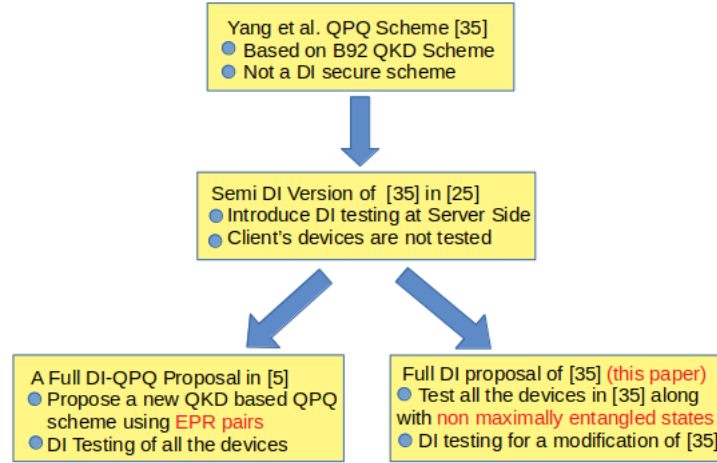 Yang et al. QPQ Scheme [35]
Based on B92 QKD Scheme
Not a DI secure scheme
Semi DI Version of [35] in [25]
Introduce DI testing at Server Side
Client's devices are not tested
A Full DI-QPQ Proposal in [5]
Propose a new QKD based QPQ
scheme using EPR pairs
DI Testing of all the devices
Full DI proposal of [35] (this paper)
Test all the devices in [35] along
with non maximally entangled states
DI testing for a modification of [35]